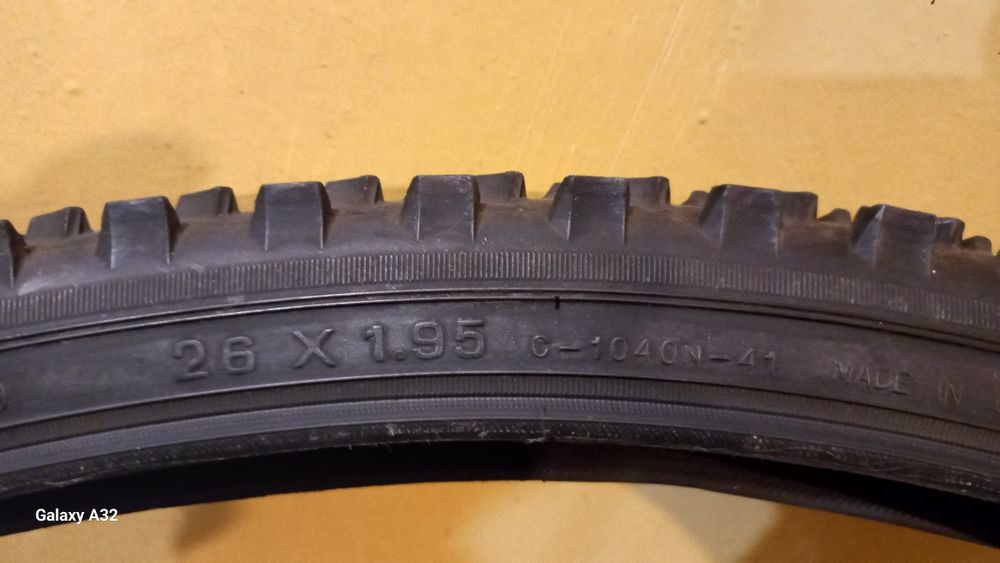 26 X 1.95 C-1040N-41 MADE IN
Galaxy A32